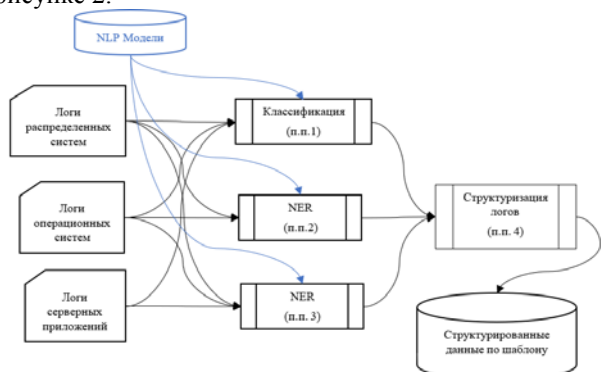 рисунке 2.
NLP Модели
Логи
распределенных
систем
Классификация
(п.п.1)
Логи
операционных
систем
NER
(п.п.2)
Структуризация
логов
(п.п. 4)
Логи
серверных
приложений
NER
(п.п. 3)
Структурированные
данные по шаблону